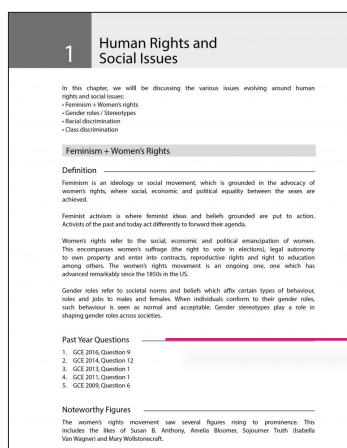 1
Human Rights and
Social Issues
In this chapter, we willl be discussing the various issues evolving around human
rights and social issues:
• Feminism + Women's rights
• Gender roles / Stereotypes
• Racial discrimination
• Class discrimination
Feminism + Women's Rights
Definition
Feminism is an ideology or social movement, which is grounded in the advocacy of
women's rights, where social, economic and political equality between the sexes are
achieved.
Feminist activism is where feminist ideas and beliefs grounded are put to action.
Activists of the past and today act differently to forward their agenda.
Women's rights refer to the social, economic and political emancipation of women.
This encompasses women's suffrage (the right to vote in elections), legal autonomy
to own property and enter into contracts, reproductive rights and right to education
among others. The women's rights movement is an ongoing one, one which has
advanced remarkably since the 1850s in the US.
Gender roles refer to societal norms and beliefs which affix certain types of behaviour,
roles and jobs to males and females. When individuals conform to their gender roles,
such behaviour is seen as normal and acceptable. Gender stereotypes play a role in
shaping gender roles across societies.
Past Year Questions
1. GCE 2016, Question 9
2. GCE 2014, Question 12
3. GCE 2013, Question 1
4. GCE 2011, Question 1
5. GCE 2009, Question 6
Noteworthy Figures
The women's rights movement saw several figures rising to prominence. This
includes the likes of Susan B. Anthony, Amelia Bloomer, Sojourner Truth (Isabella
Van Wagner) and Mary Wollstonecraft.